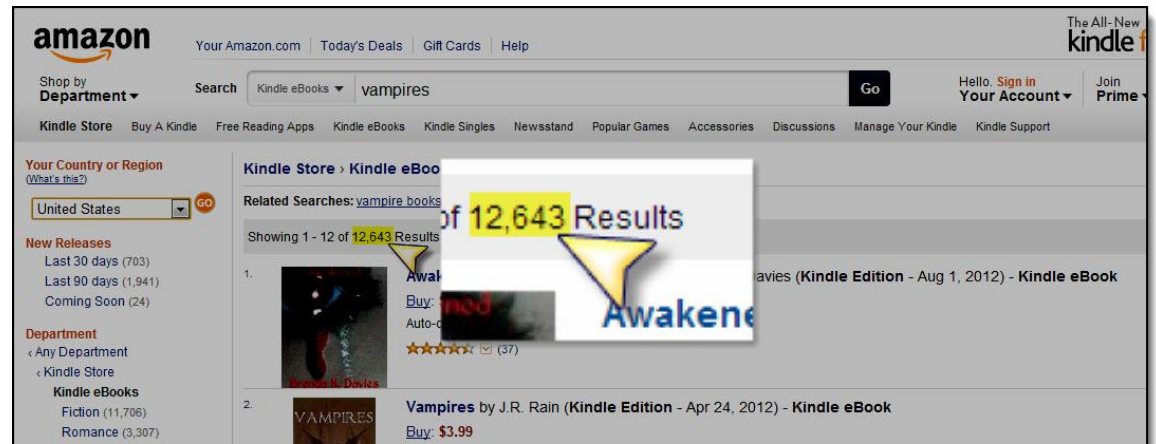 amazon
Your Amazon.com | Today's Deals | Gift Cards | Help
The All-New
kindle f
Shop by
Department
Search Kindle eBooks vampires Go
Hello. Sign in
Your Account
Join
Prime
Kindle Store Buy A Kindle Free Reading Apps Kindle eBooks Kindle Singles Newsstand Popular Games Accessories Discussions Manage Your Kindle Kindle Support
Your Country or Region
(What's this?)
United States GO
New Releases
Last 30 days (703)
Last 90 days (1,941)
Coming Soon (24)
Department
‹ Any Department
‹ Kindle Store
Kindle eBooks
Fiction (11,706)
Romance (3,307)
Kindle Store › Kindle eBoo
Related Searches: vampire books
Showing 1 - 12 of 12,643 Results
of 12,643 Results
Awakene
1.
Awak avies (Kindle Edition - Aug 1, 2012) - Kindle eBook
Buy:
Auto-d
(37)
Brenda K. Davies
2.
VAMPIRES
Vampires by J.R. Rain (Kindle Edition - Apr 24, 2012) - Kindle eBook
Buy: $3.99